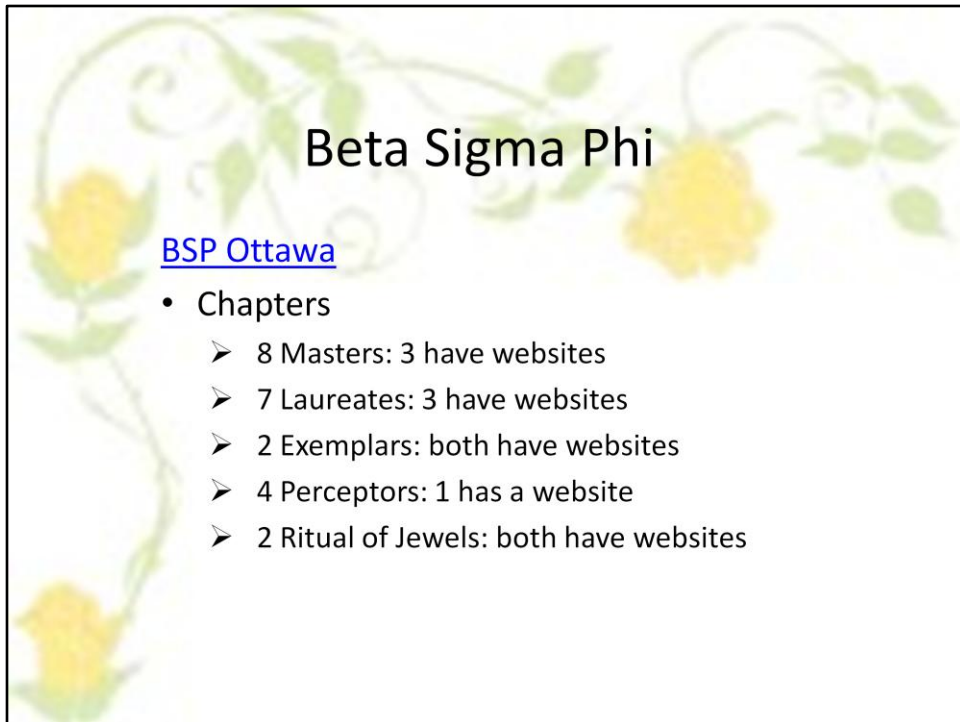 Beta Sigma Phi
BSP Ottawa
• Chapters
➢ 8 Masters: 3 have websites
➢ 7 Laureates: 3 have websites
➢ 2 Exemplars: both have websites
➢ 4 Perceptors: 1 has a website
➢ 2 Ritual of Jewels: both have websites